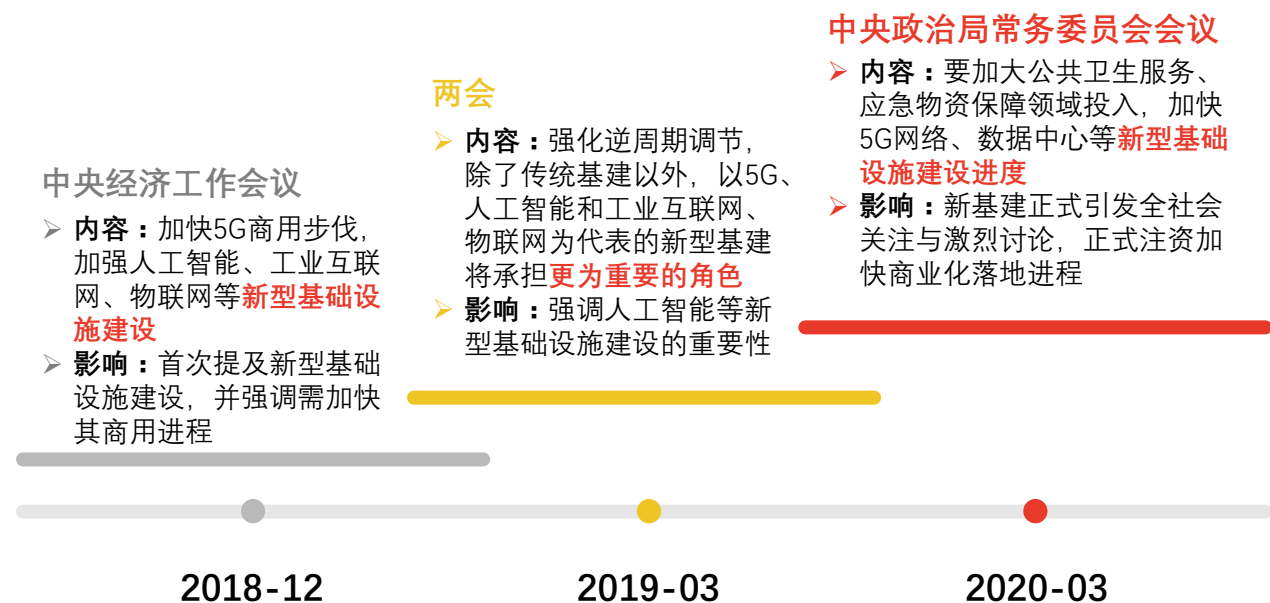 中央经济工作会议
➢ 内容：加快5G商用步伐，
加强人工智能、工业互联
网、物联网等新型基础设
施建设
➢ 影响：首次提及新型基础
设施建设，并强调需加快
其商用进程
两会
➢ 内容：强化逆周期调节，
除了传统基建以外，以5G、
人工智能和工业互联网、
物联网为代表的新型基建
将承担更为重要的角色
➢ 影响：强调人工智能等新
型基础设施建设的重要性
中央政治局常务委员会会议
➢ 内容：要加大公共卫生服务、
应急物资保障领域投入，加快
5G网络、数据中心等新型基础
设施建设进度
➢ 影响：新基建正式引发全社会
关注与激烈讨论，正式注资加
快商业化落地进程
2018-12
2019-03
2020-03